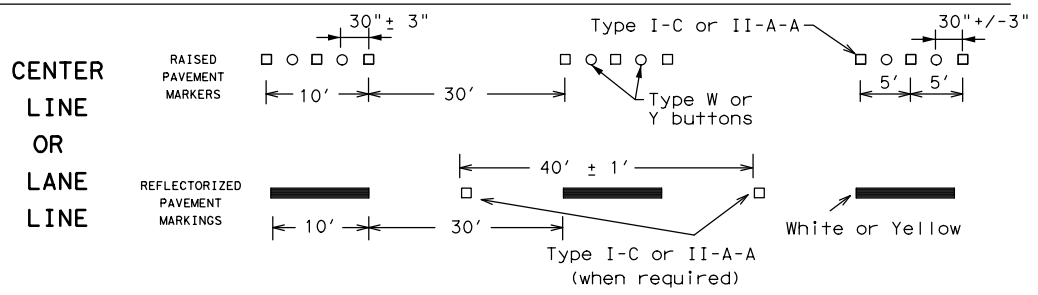 CENTER
LINE
OR
LANE
LINE
RAISED
PAVEMENT
MARKERS
30"± 3"
10'
30'
Type I-C or II-A-A
Type W or
Y buttons
30"+/-3"
5'
5'
REFLECTORIZED
PAVEMENT
MARKINGS
40' ± 1'
10'
30'
Type I-C or II-A-A
(when required)
White or Yellow